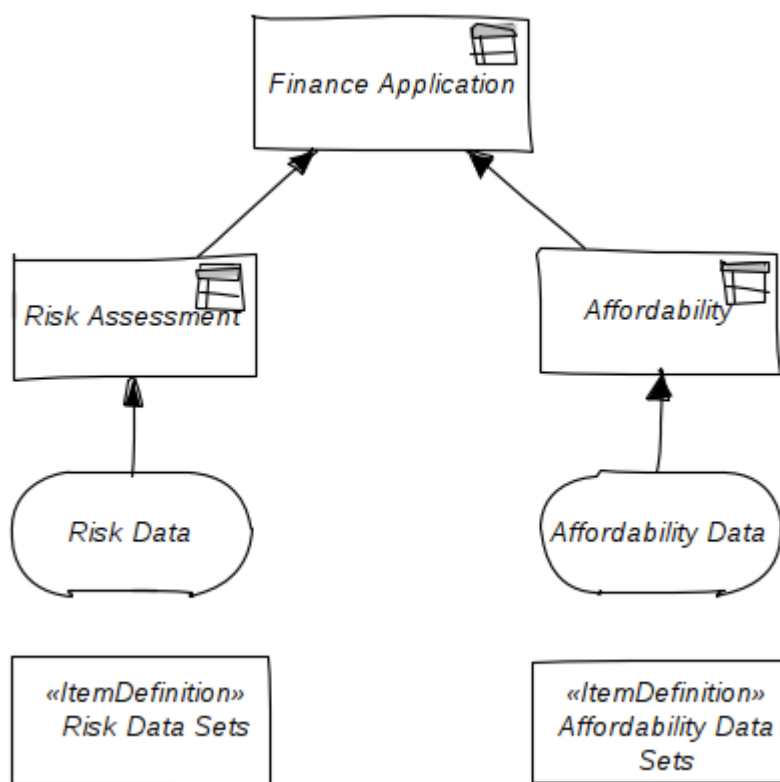 Finance Application
Risk Assessment
Affordability
Risk Data
Affordability Data
«ItemDefinition»
Risk Data Sets
«ItemDefinition»
Affordability Data
Sets